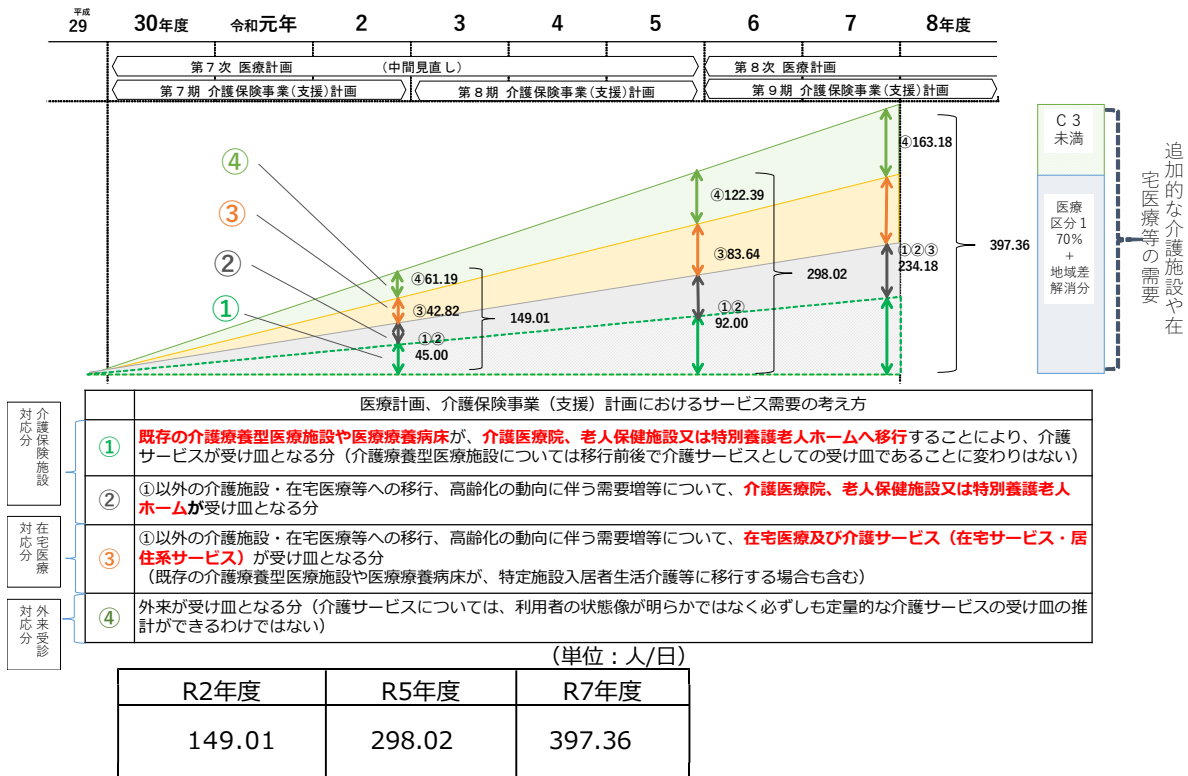 平成
29 30年度 令和元年 2 3 4 5 6 7 8年度
第7次 医療計画 (中間見直し) 第8次 医療計画
第7期 介護保険事業(支援)計画 第8期 介護保険事業(支援)計画 第9期 介護保険事業(支援)計画
④
③
②
①
④61.19
③42.82
①②
45.00
149.01
④122.39
③83.64
①②
92.00
298.02
④163.18
①②③
234.18
397.36
C3
未満
医療
区分1
70%
+
地域差
解消分
追加的な介護施設や在
宅医療等の需要
医療計画、介護保険事業（支援）計画におけるサービス需要の考え方
介護保険施設
対応分
①
既存の介護療養型医療施設や医療療養病床が、介護医療院、老人保健施設又は特別養護老人ホームへ移行することにより、介護
サービスが受け皿となる分（介護療養型医療施設については移行前後で介護サービスとしての受け皿であることに変わりはない）
②
①以外の介護施設・在宅医療等への移行、高齢化の動向に伴う需要増等について、介護医療院、老人保健施設又は特別養護老人
ホームが受け皿となる分
在宅医療
対応分
③
①以外の介護施設・在宅医療等への移行、高齢化の動向に伴う需要増等について、在宅医療及び介護サービス（在宅サービス・居
住系サービス）が受け皿となる分
（既存の介護療養型医療施設や医療療養病床が、特定施設入居者生活介護等に移行する場合も含む）
外来受診
対応分
④
外来が受け皿となる分（介護サービスについては、利用者の状態像が明らかではなく必ずしも定量的な介護サービスの受け皿の推
計ができるわけではない）
（単位：人/日）
R2年度 R5年度 R7年度
149.01 298.02 397.36